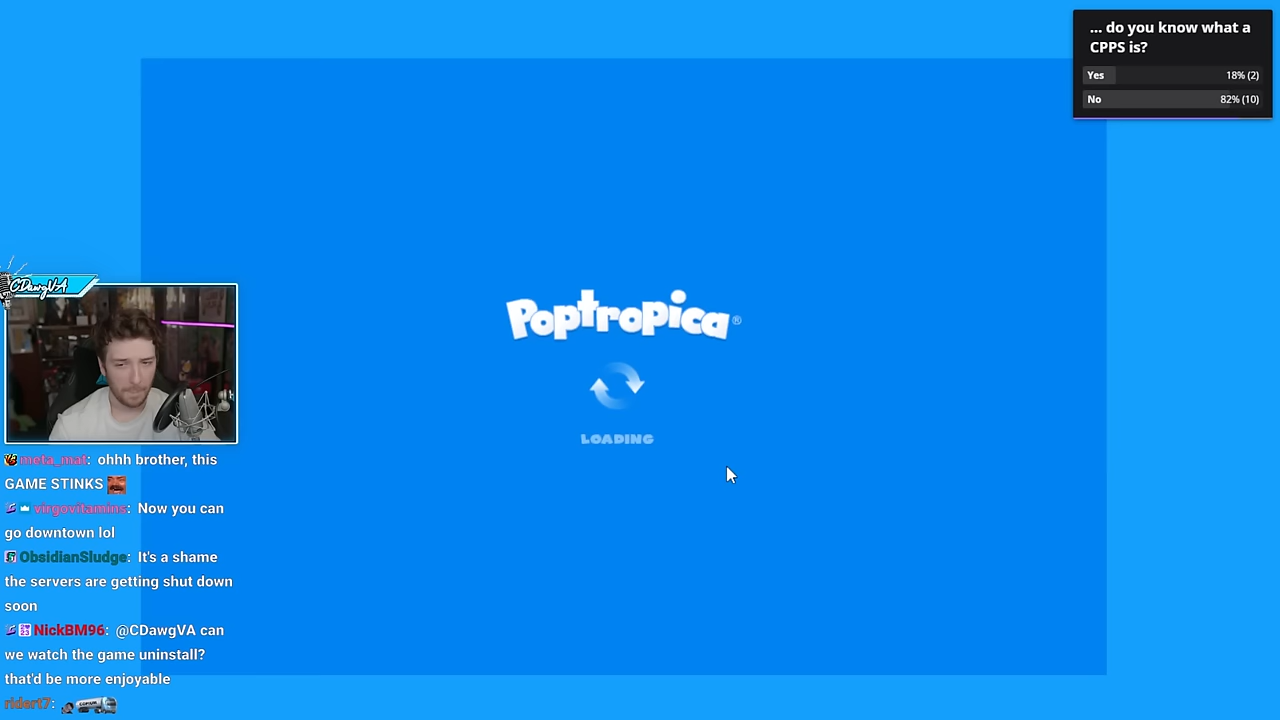 ... do you know what a
CPPS is?
Yes 18% (2)
No 82% (10)
Poptropica®
LOADING
CDawgVA
meta_mat: ohhh brother, this
GAME STINKS
virgovitamins: Now you can
go downtown lol
ObsidianSludge: It's a shame
the servers are getting shut down
soon
NickBM96: @CDawgVA can
we watch the game uninstall?
that'd be more enjoyable
ridert7:
COPIUM